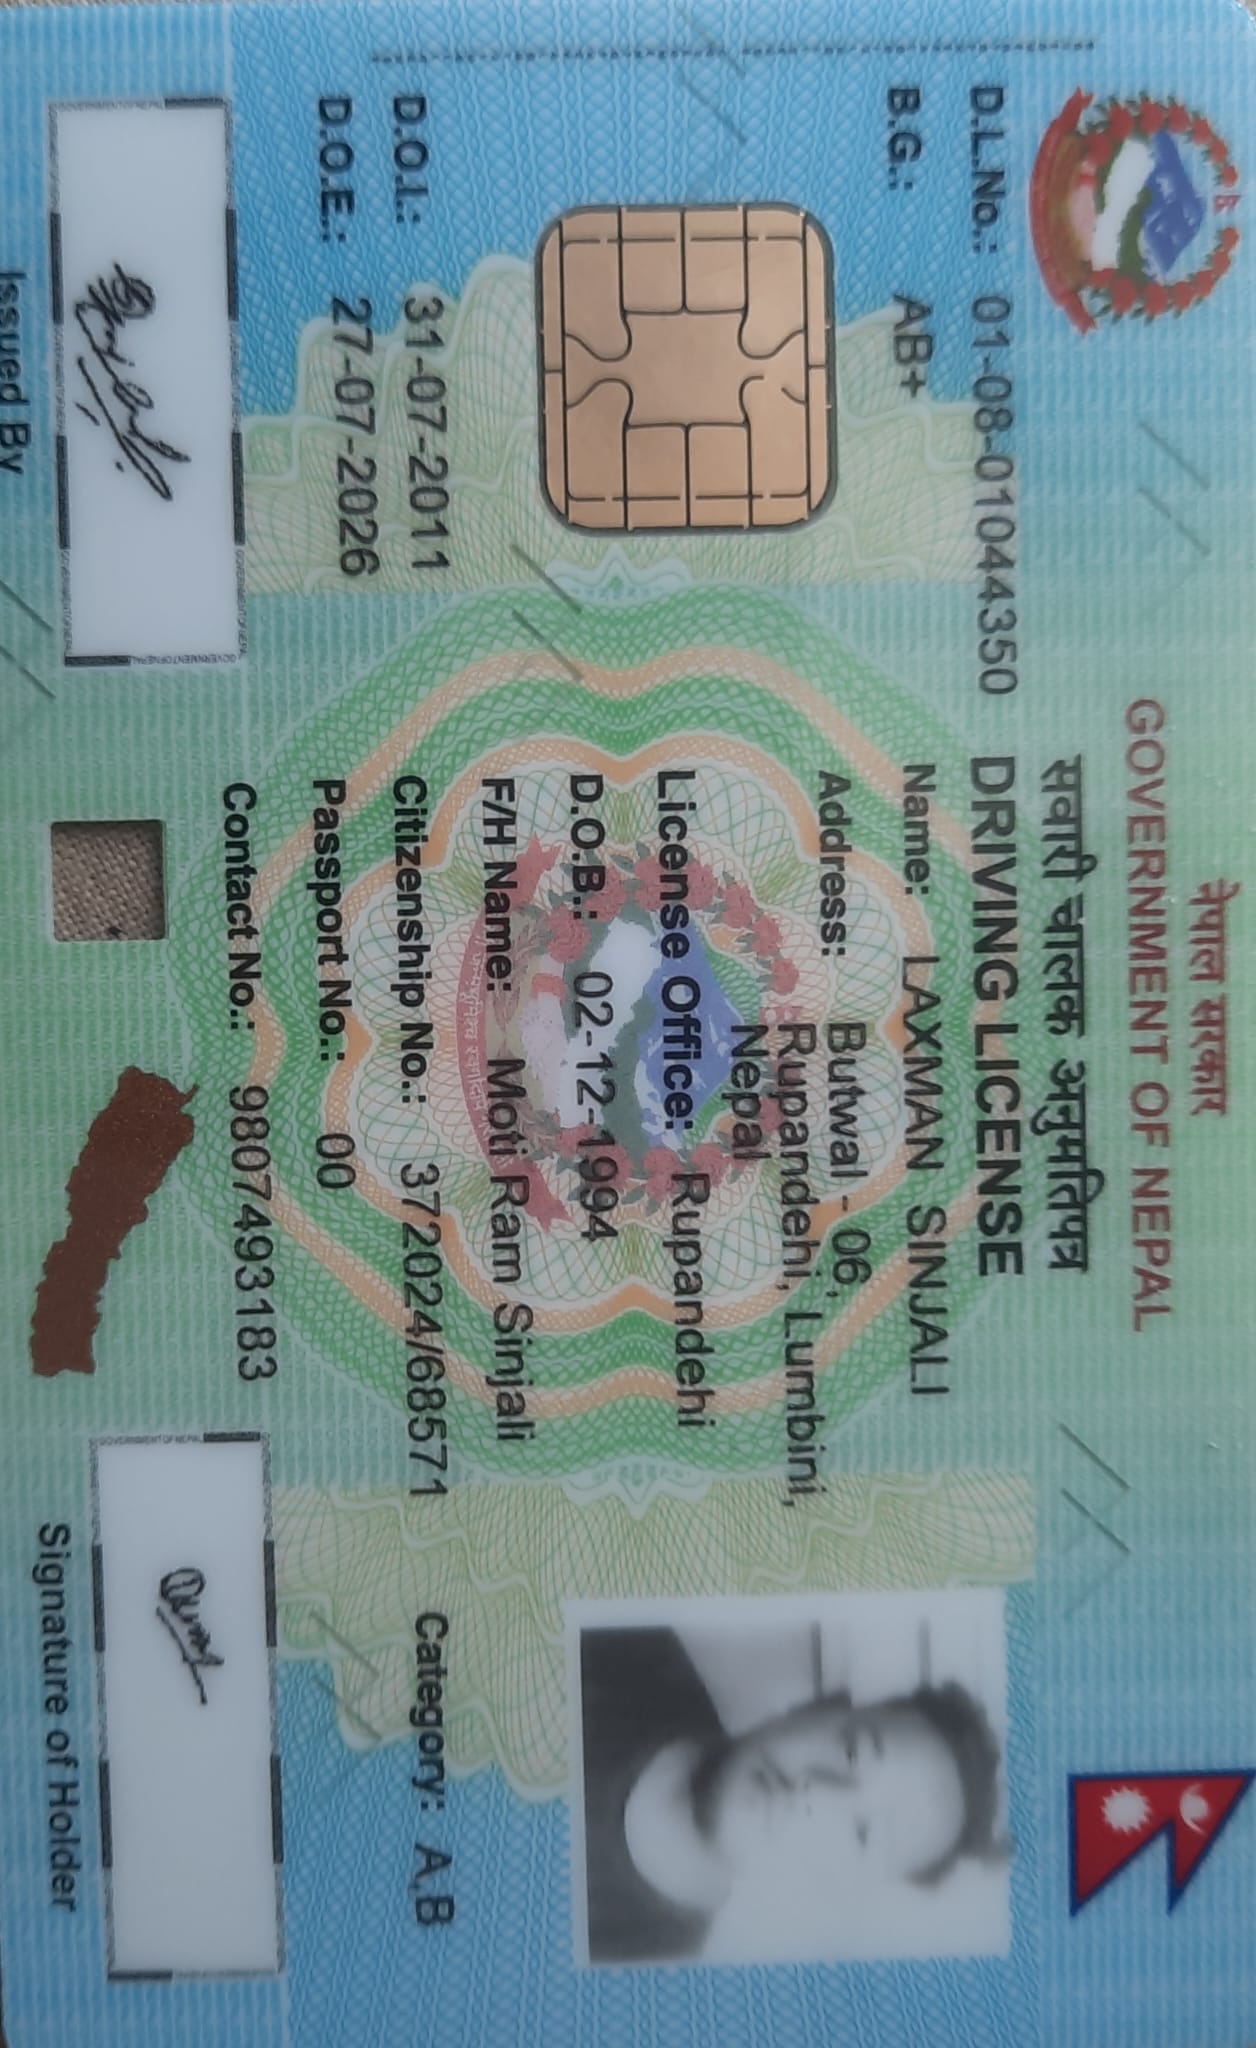 नेपाल सरकार
GOVERNMENT OF NEPAL
सवारी चालक अनुमतिपत्र
DRIVING LICENSE
D.L.No.: 01-08-01044350
B.G.: AB+
Name: LAXMAN SINJALI
Address: Butwal - 06,
Rupandehi, Lumbini,
Nepal
License Office: Rupandehi
D.O.B.: 02-12-1994
F/H Name: Moti Ram Sinjali
D.O.I.: 31-07-2011
Citizenship No.: 372024/68571
Category: A,B
D.O.E.: 27-07-2026
Passport No.: 00
Contact No.: 9807493183
Issued By
Signature of Holder